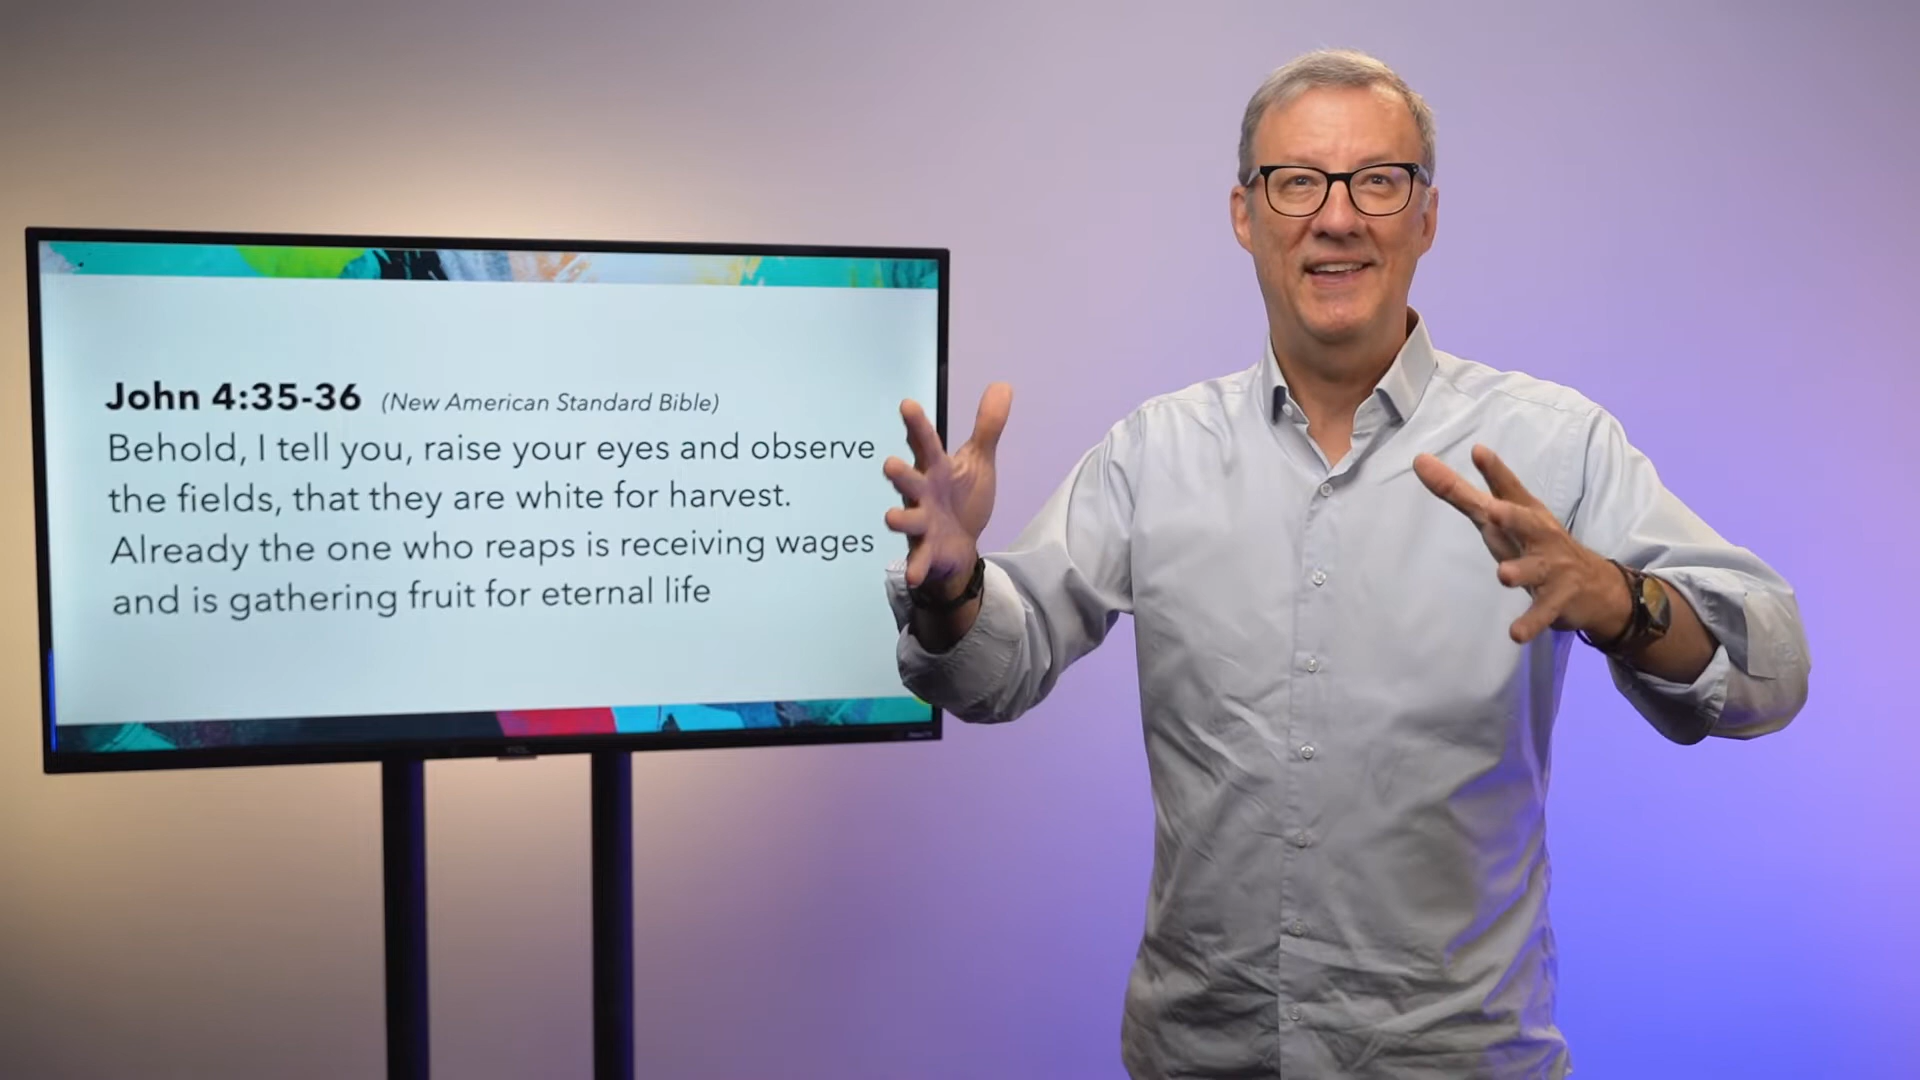 John 4:35-36 (New American Standard Bible)
Behold, I tell you, raise your eyes and observe
the fields, that they are white for harvest.
Already the one who reaps is receiving wages
and is gathering fruit for eternal life
TCL